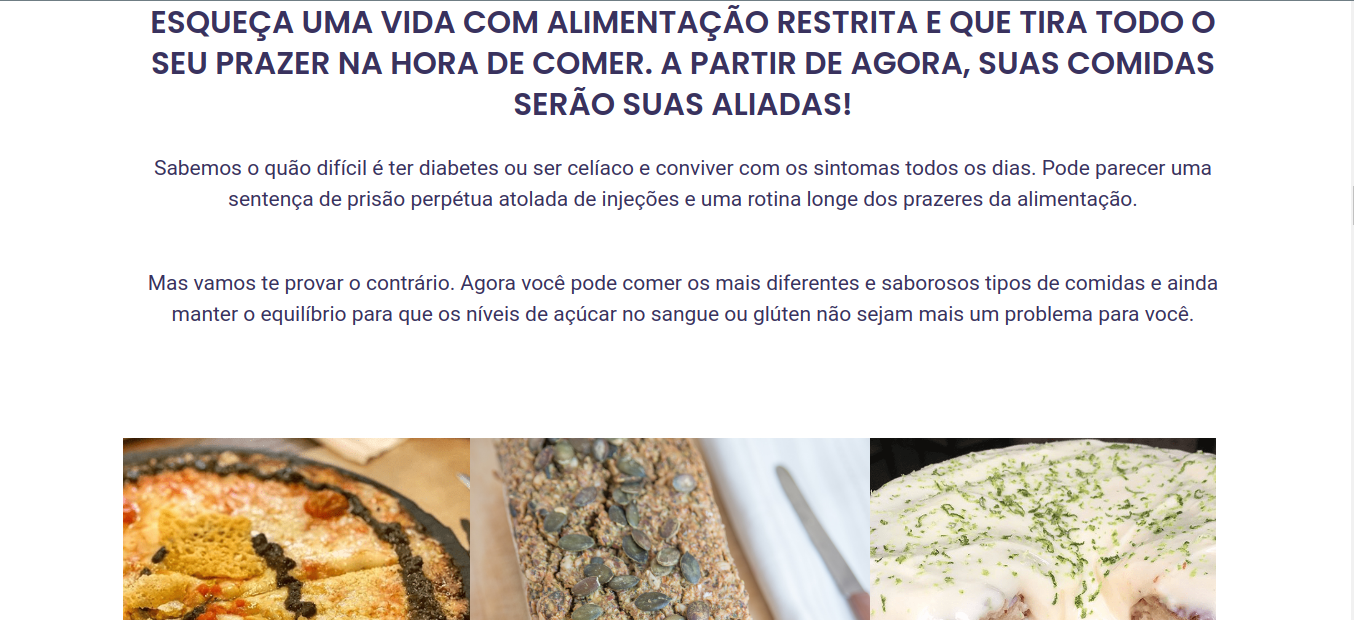 ESQUEÇA UMA VIDA COM ALIMENTAÇÃO RESTRITA E QUE TIRA TODO O
SEU PRAZER NA HORA DE COMER. A PARTIR DE AGORA, SUAS COMIDAS
SERÃO SUAS ALIADAS!
Sabemos o quão difícil é ter diabetes ou ser celíaco e conviver com os sintomas todos os dias. Pode parecer uma
sentença de prisão perpétua atolada de injeções e uma rotina longe dos prazeres da alimentação.
Mas vamos te provar o contrário. Agora você pode comer os mais diferentes e saborosos tipos de comidas e ainda
manter o equilíbrio para que os níveis de açúcar no sangue ou glúten não sejam mais um problema para você.